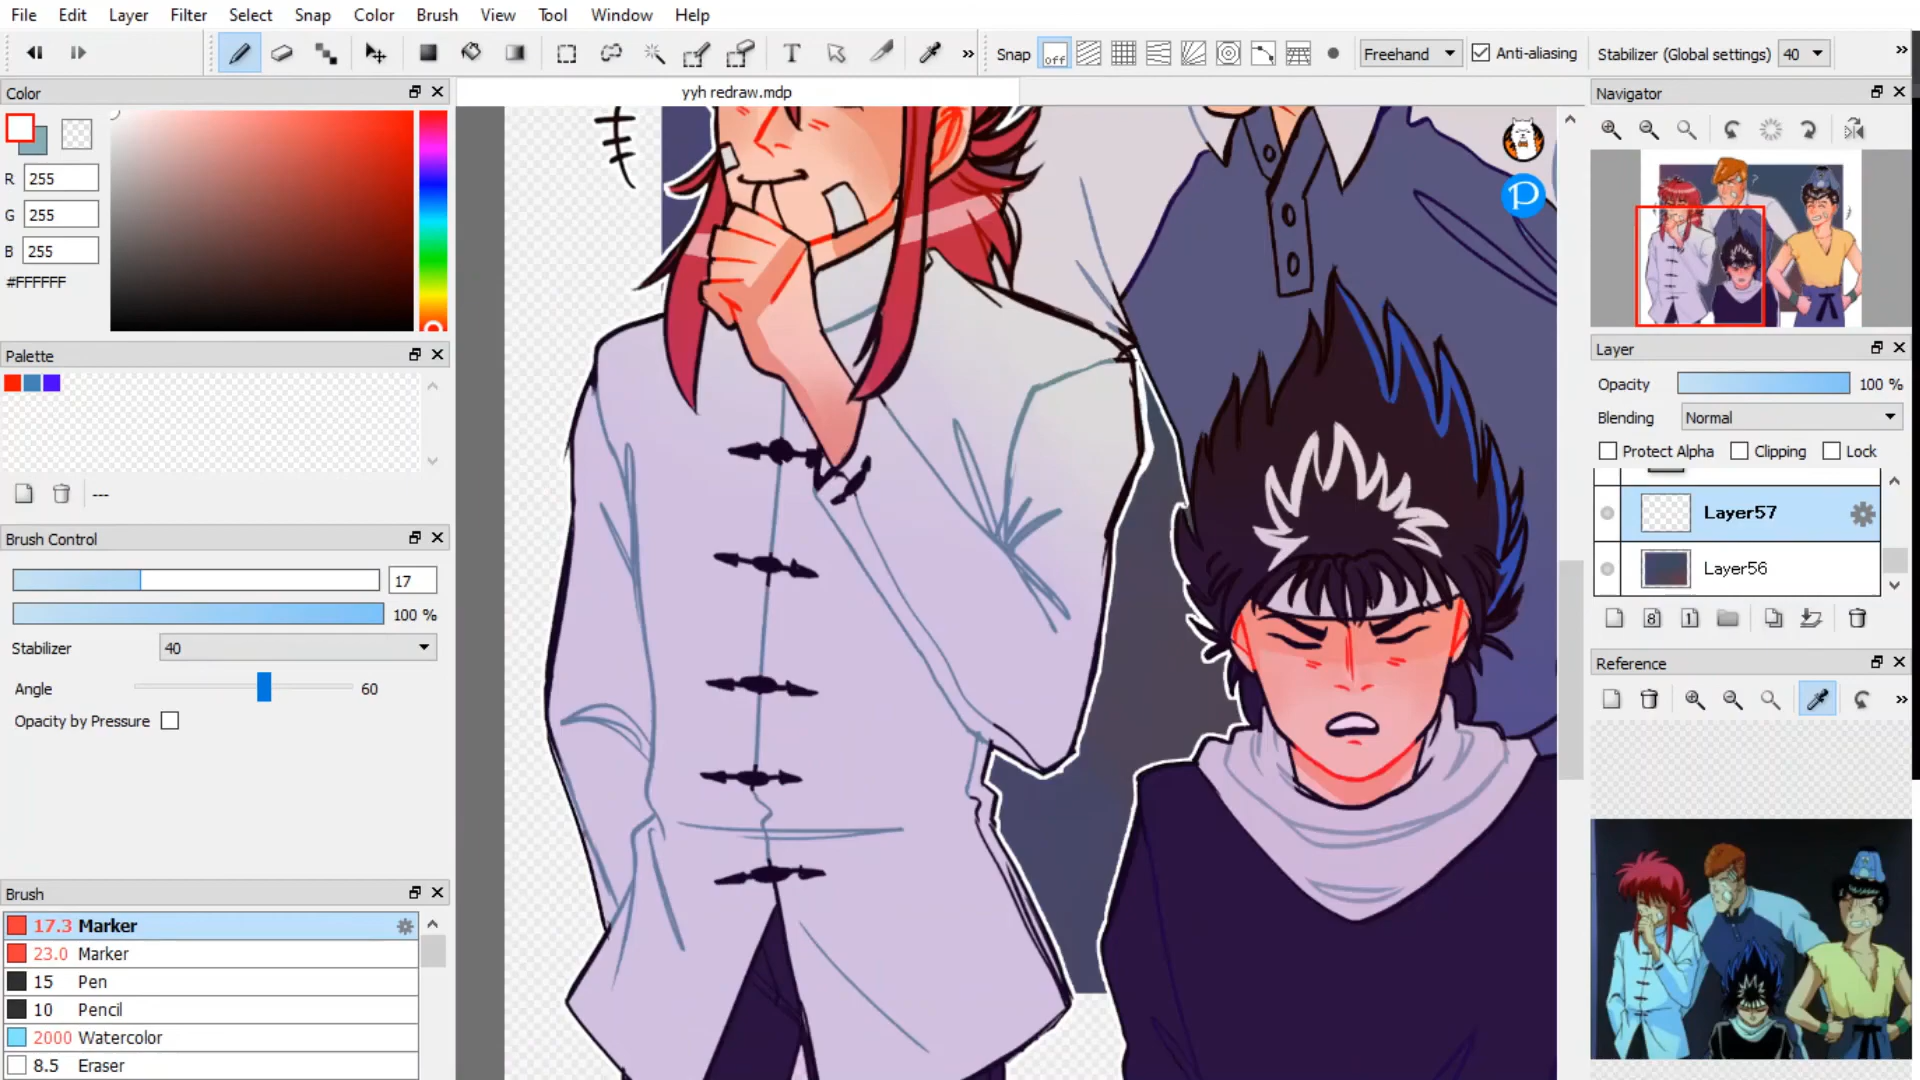 File Edit Layer Filter Select Snap Color Brush View Tool Window Help
T Snap off Freehand Anti-aliasing Stabilizer (Global settings) 40
Color
yyh redraw.mdp
Navigator
R 255
G 255
B 255
#FFFFFF
Palette
---
Brush Control
17
100 %
Stabilizer 40
Angle 60
Opacity by Pressure
Brush
17.3 Marker
23.0 Marker
15 Pen
10 Pencil
2000 Watercolor
8.5 Eraser
P
Layer
Opacity 100 %
Blending Normal
Protect Alpha Clipping Lock
Layer57
Layer56
8 1
Reference